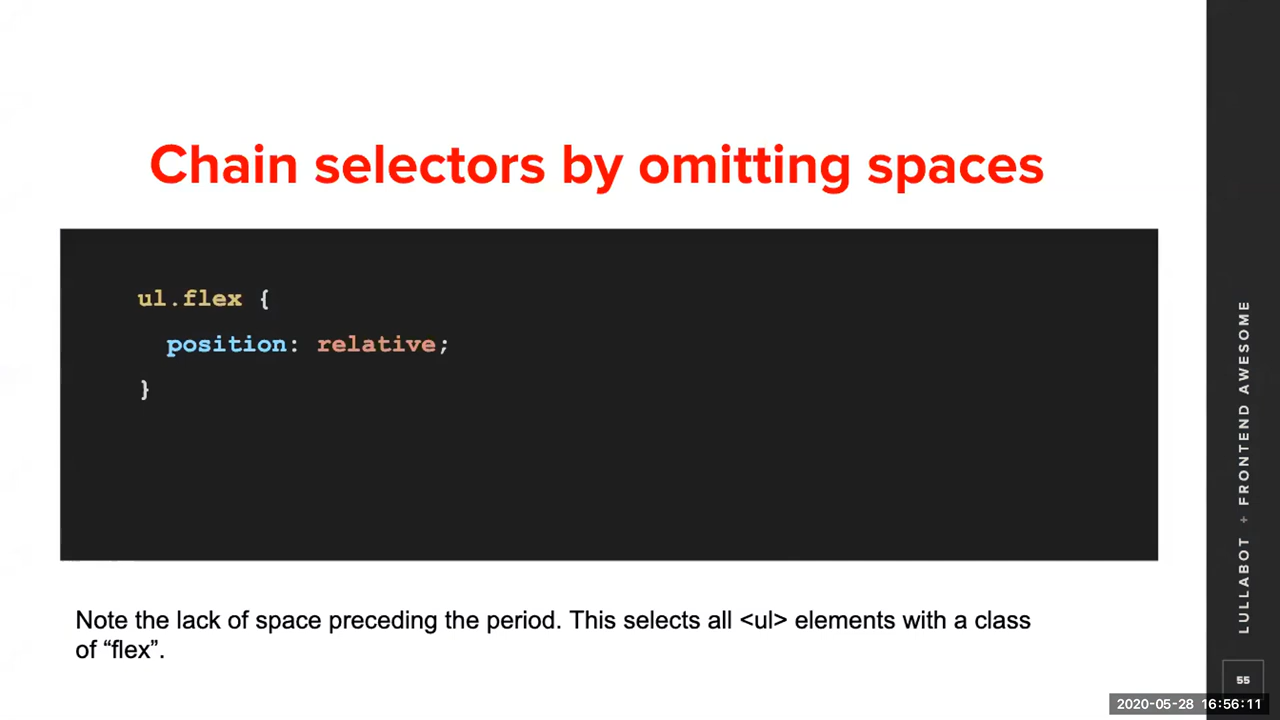 Chain selectors by omitting spaces
ul.flex {
position: relative;
}
Note the lack of space preceding the period. This selects all <ul> elements with a class
of “flex”.
LULLABOT + FRONTEND AWESOME
55
2020-05-28 16:56:11